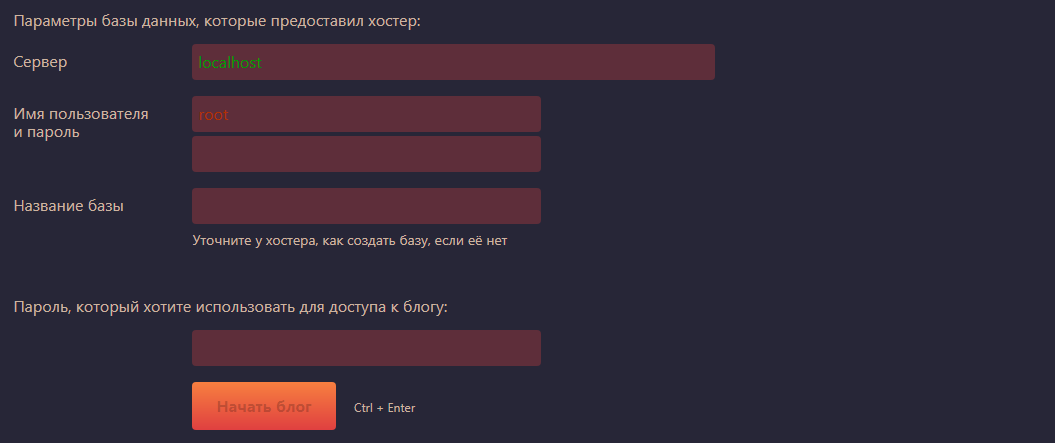 Параметры базы данных, которые предоставил хостер:
Сервер
localhost
Имя пользователя
и пароль
root
Название базы
Уточните у хостера, как создать базу, если её нет
Пароль, который хотите использовать для доступа к блогу:
Начать блог
Ctrl + Enter